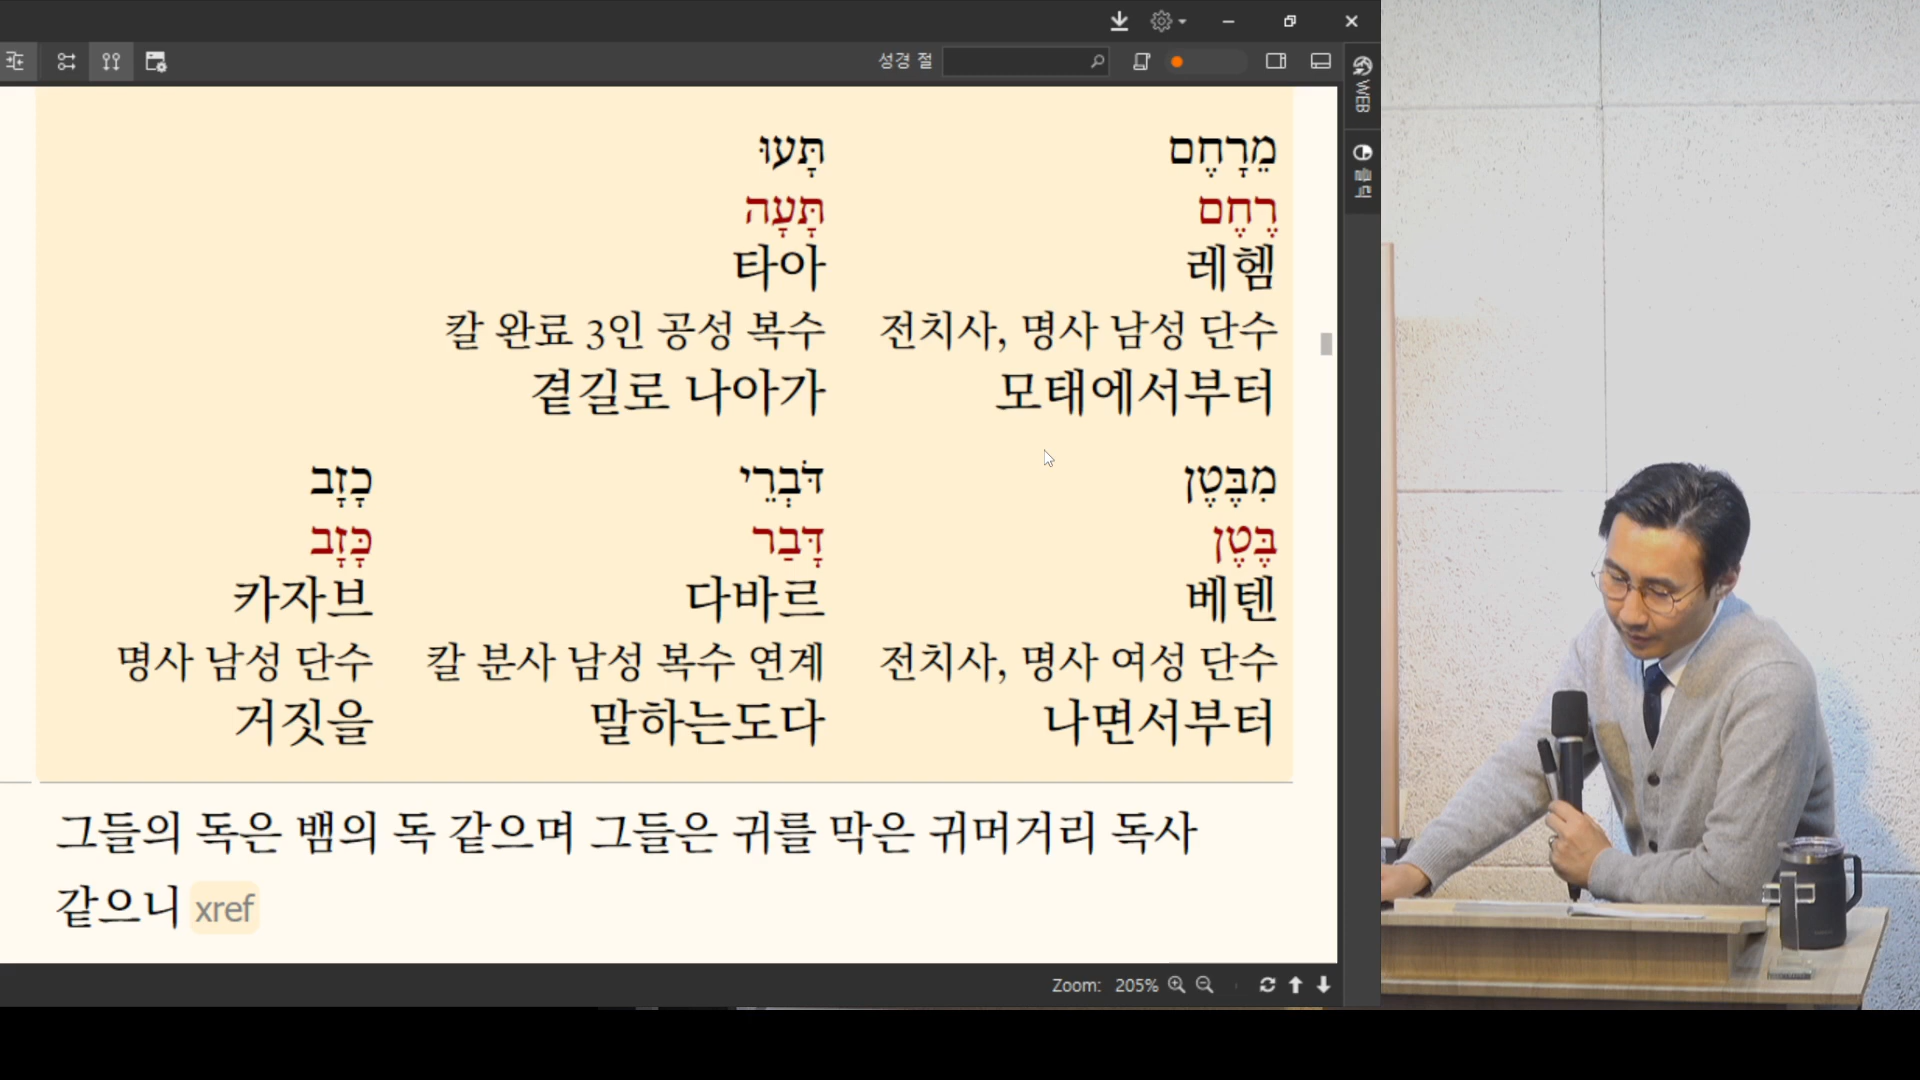 성경 절
WEB
클릭
מֵרָחֶם תָּעוּ
רֶחֶם תָּעָה
레헴 타아
전치사, 명사 남성 단수 칼 완료 3인 공성 복수
모태에서부터 곁길로 나아가
מִבֶּטֶן דֹּבְרֵי כָזָב
בֶּטֶן דָּבַר כָּזָב
베텐 다바르 카자브
전치사, 명사 여성 단수 칼 분사 남성 복수 연계 명사 남성 단수
나면서부터 말하는도다 거짓을
그들의 독은 뱀의 독 같으며 그들은 귀를 막은 귀머거리 독사
같으니 xref
Zoom: 205%